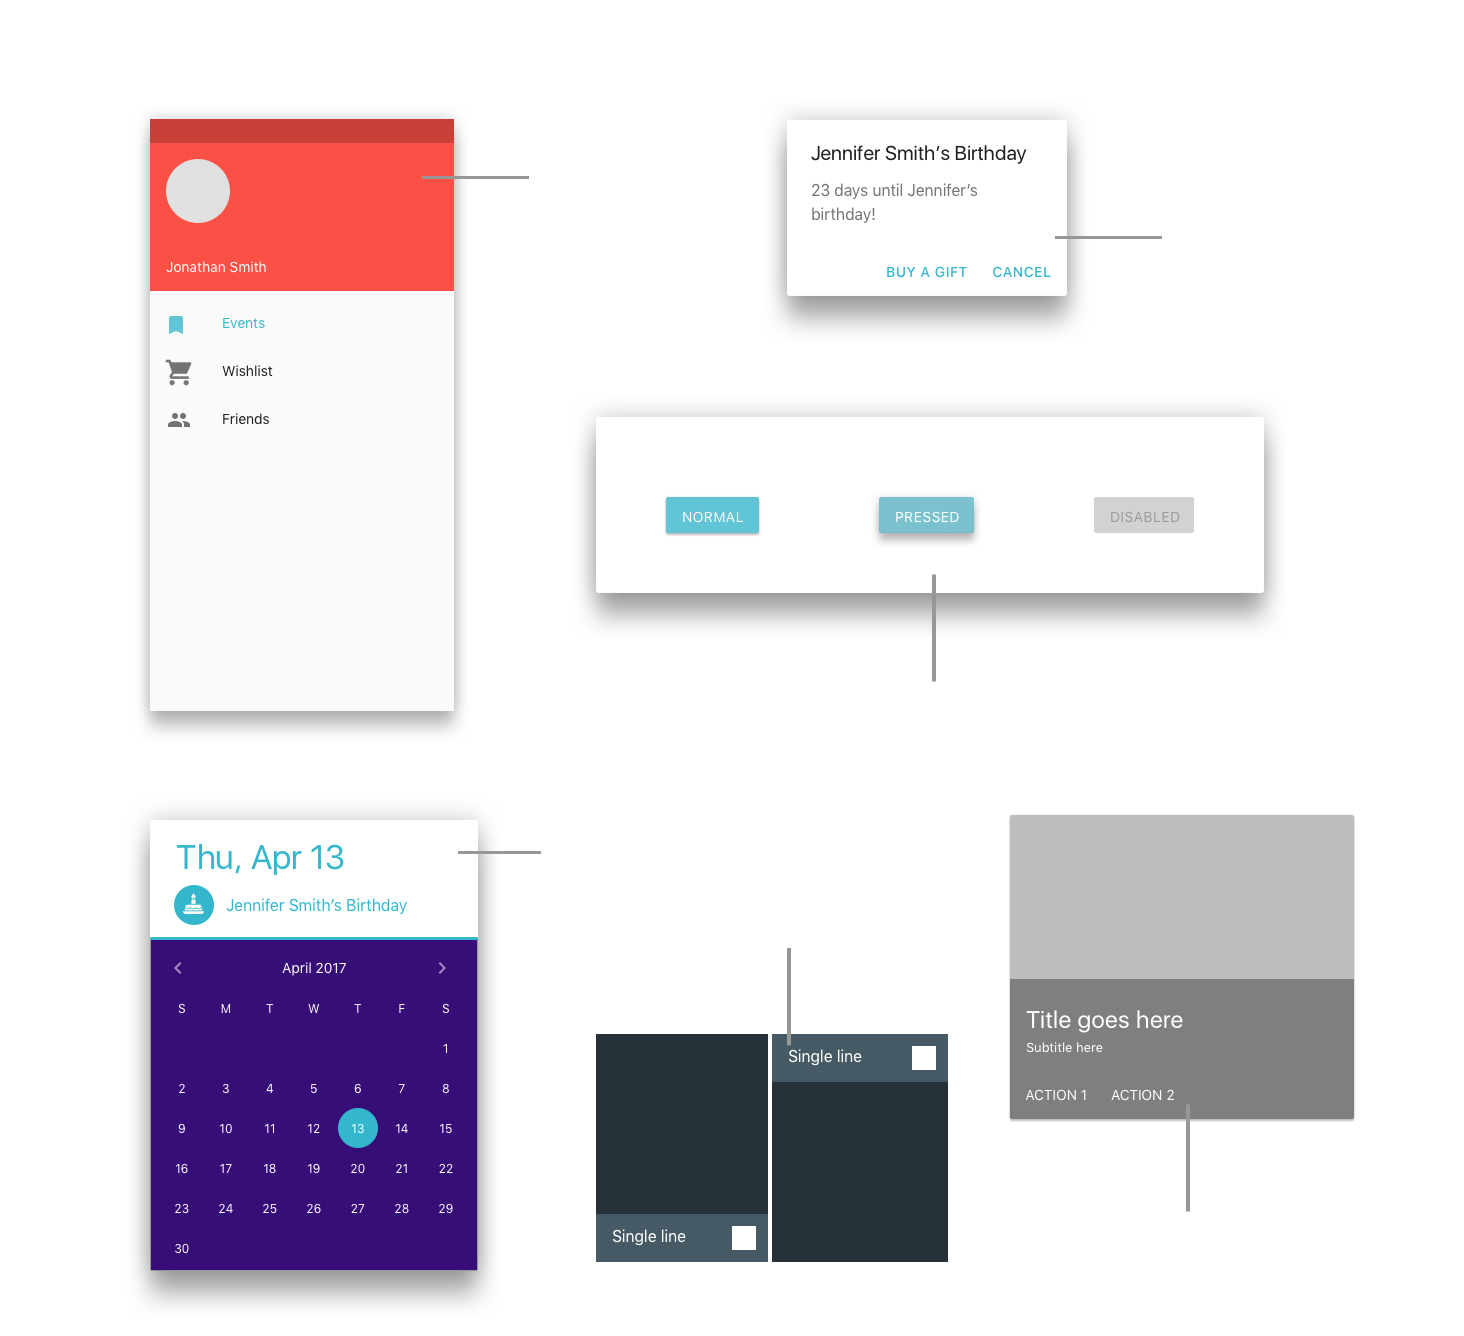 Jonathan Smith
Events
Wishlist
Friends
Jennifer Smith’s Birthday
23 days until Jennifer’s
birthday!
BUY A GIFT CANCEL
NORMAL PRESSED DISABLED
Thu, Apr 13
Jennifer Smith’s Birthday
April 2017
S M T W T F S
1
2 3 4 5 6 7 8
9 10 11 12 13 14 15
16 17 18 19 20 21 22
23 24 25 26 27 28 29
30
Single line
Single line
Title goes here
Subtitle here
ACTION 1 ACTION 2